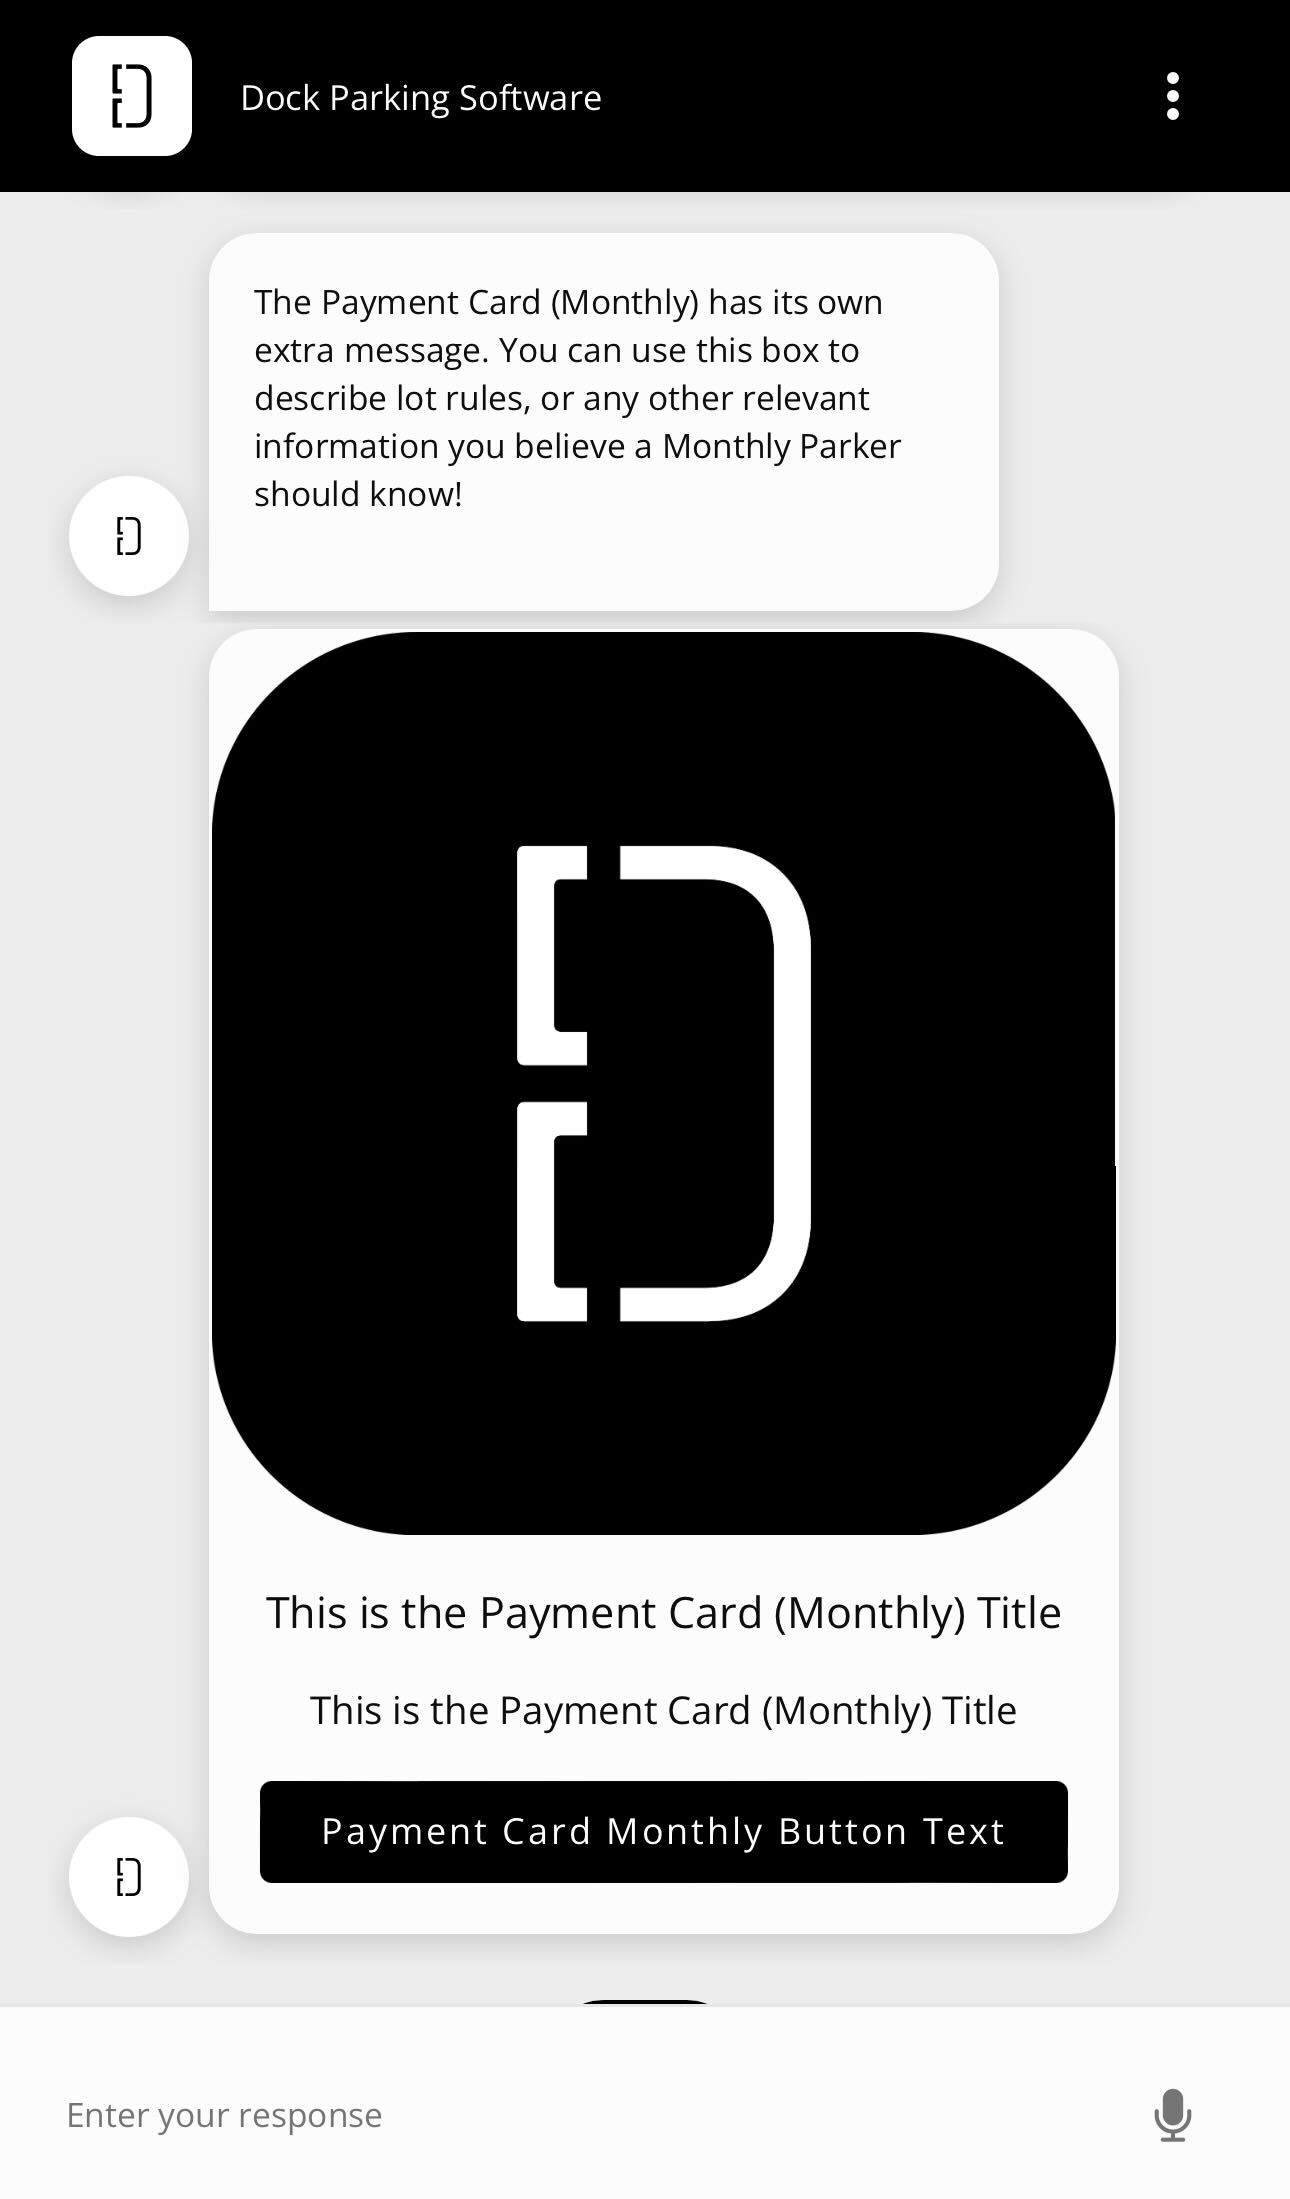 Dock Parking Software
The Payment Card (Monthly) has its own
extra message. You can use this box to
describe lot rules, or any other relevant
information you believe a Monthly Parker
should know!
This is the Payment Card (Monthly) Title
This is the Payment Card (Monthly) Title
Payment Card Monthly Button Text
Enter your response